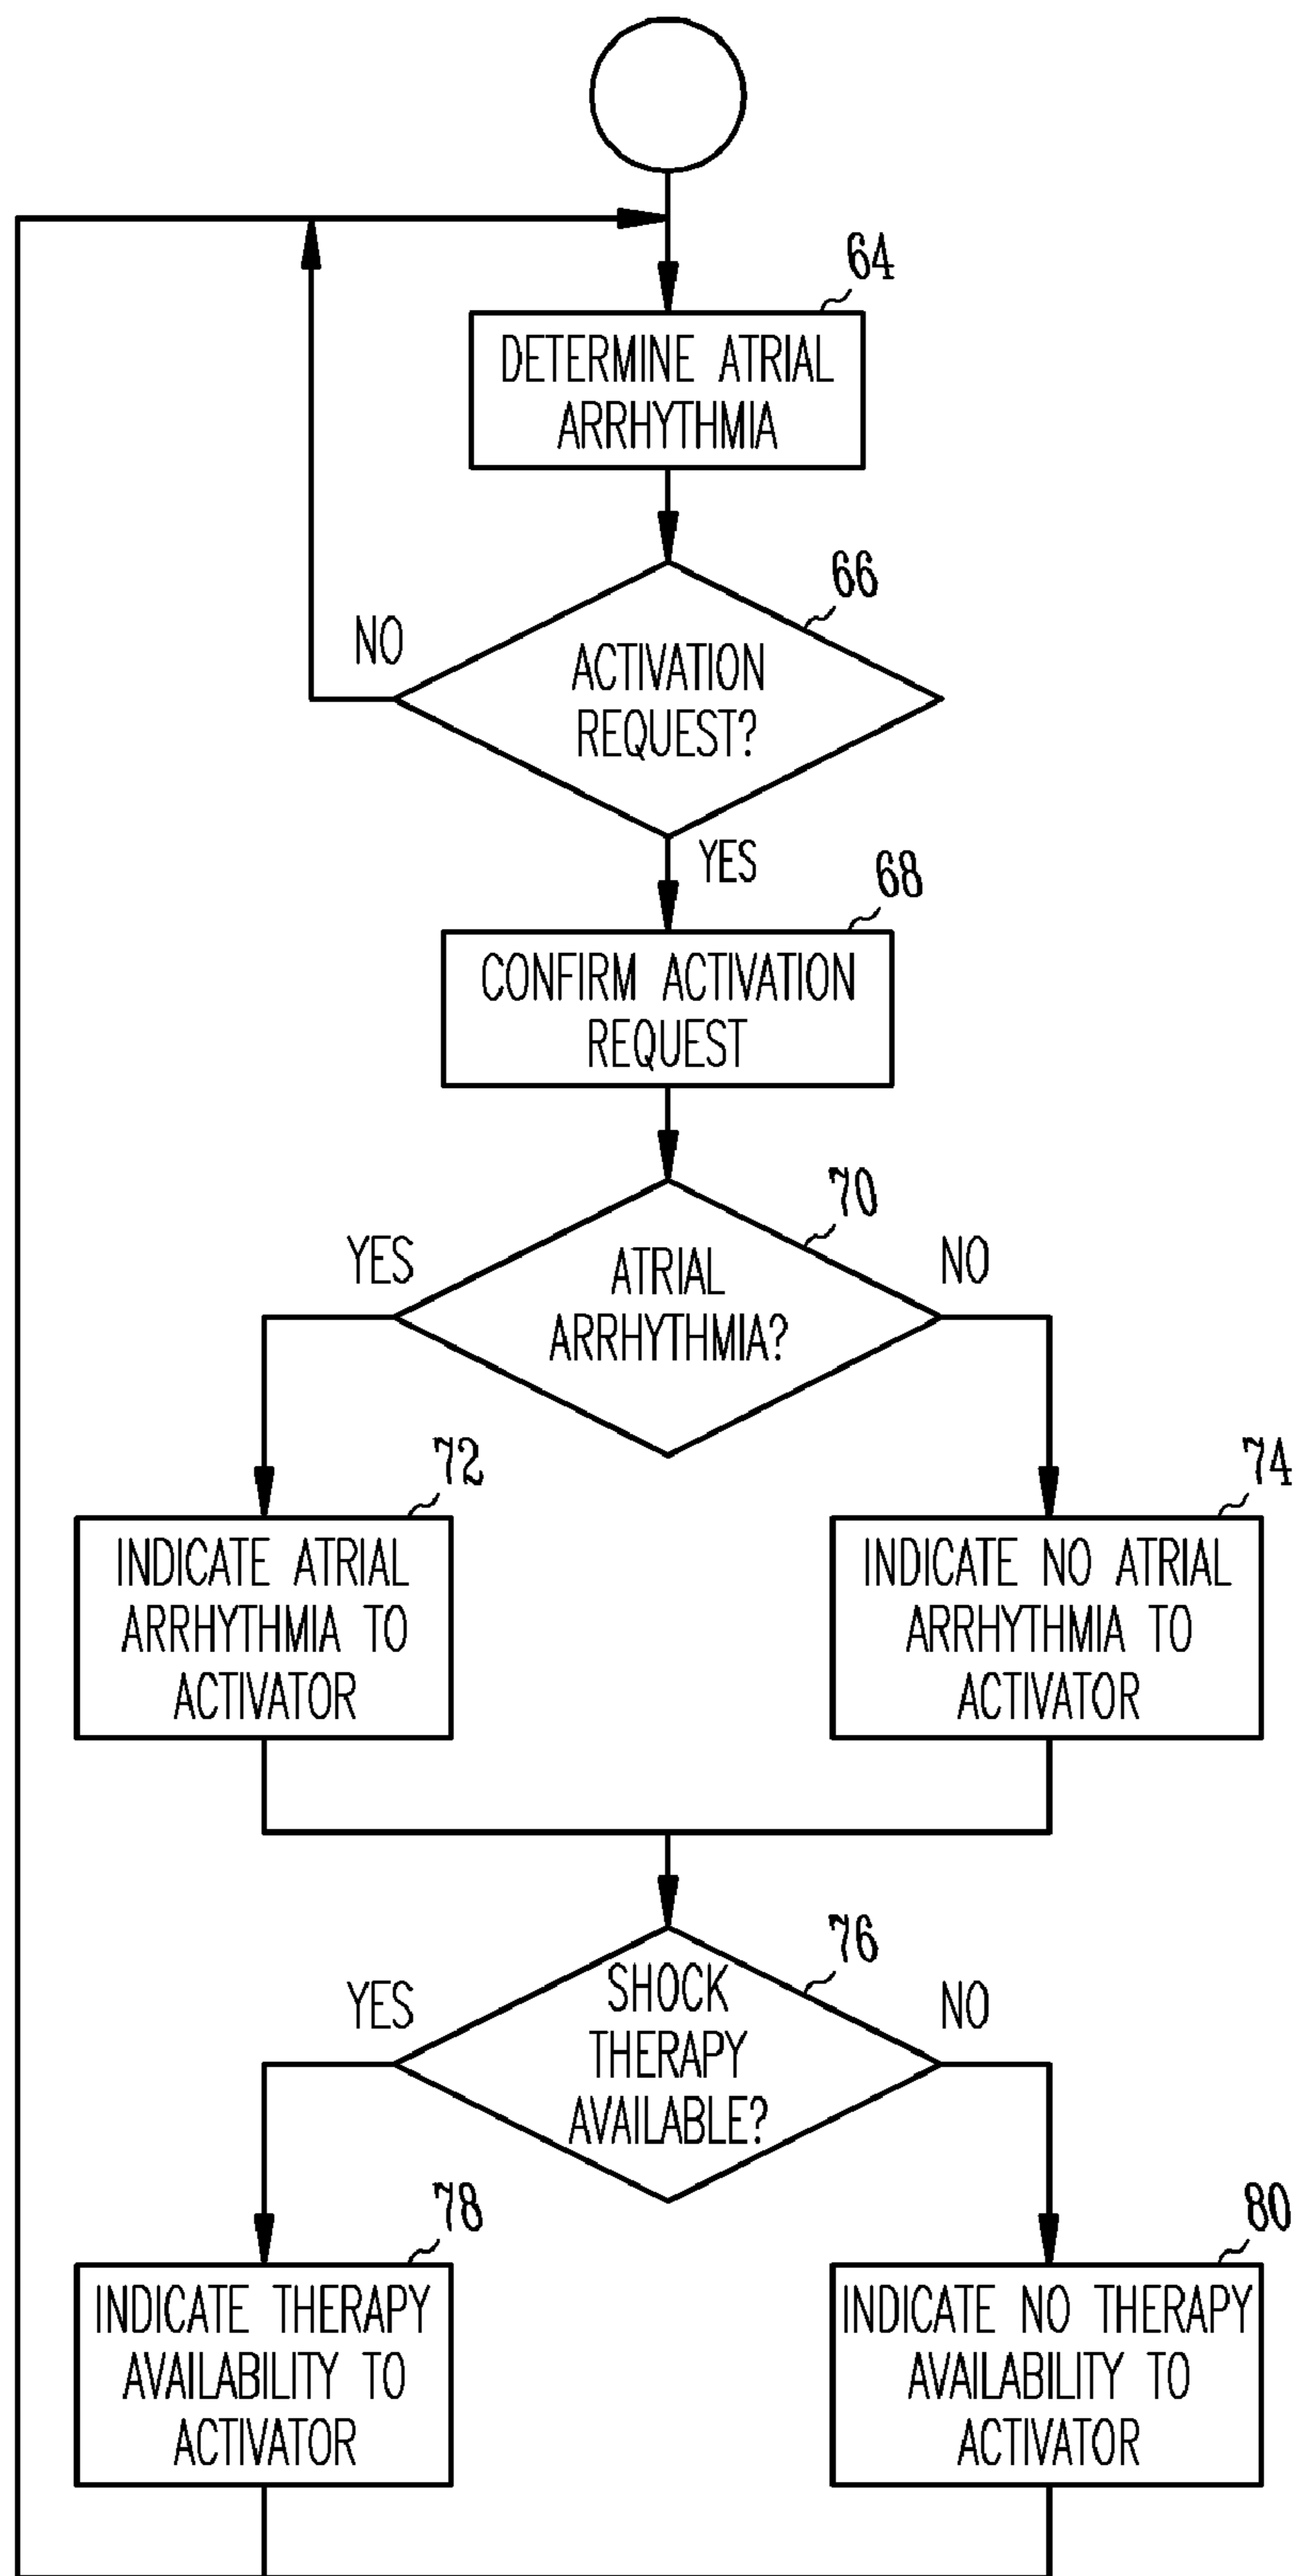 64
DETERMINE ATRIAL
ARRHYTHMIA
66
NO
ACTIVATION
REQUEST?
YES
68
CONFIRM ACTIVATION
REQUEST
70
YES
NO
ATRIAL
ARRHYTHMIA?
72
74
INDICATE ATRIAL
ARRHYTHMIA TO
ACTIVATOR
INDICATE NO ATRIAL
ARRHYTHMIA TO
ACTIVATOR
76
YES
NO
SHOCK
THERAPY
AVAILABLE?
78
80
INDICATE THERAPY
AVAILABILITY TO
ACTIVATOR
INDICATE NO THERAPY
AVAILABILITY TO
ACTIVATOR